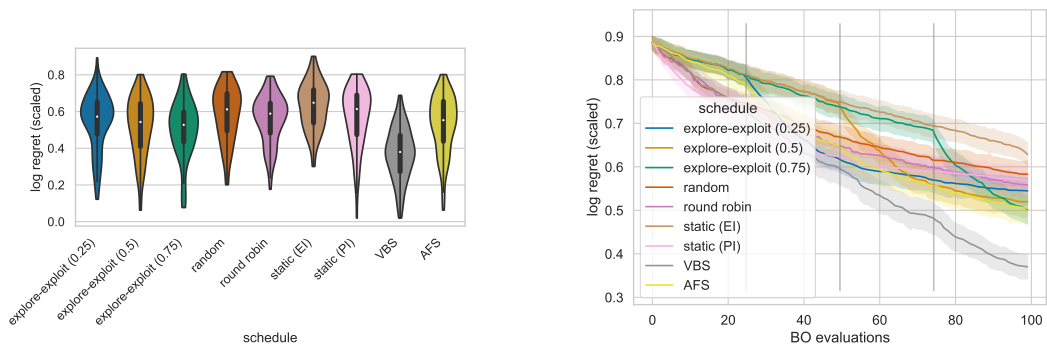 log regret (scaled)
0.8
0.6
0.4
0.2
0.0
explore-exploit (0.25)
explore-exploit (0.5)
explore-exploit (0.75)
random
round robin
static (EI)
static (PI)
VBS
AFS
schedule
log regret (scaled)
0.9
0.8
0.7
0.6
0.5
0.4
0.3
schedule
explore-exploit (0.25)
explore-exploit (0.5)
explore-exploit (0.75)
random
round robin
static (EI)
static (PI)
VBS
AFS
0
20
40
60
80
100
BO evaluations